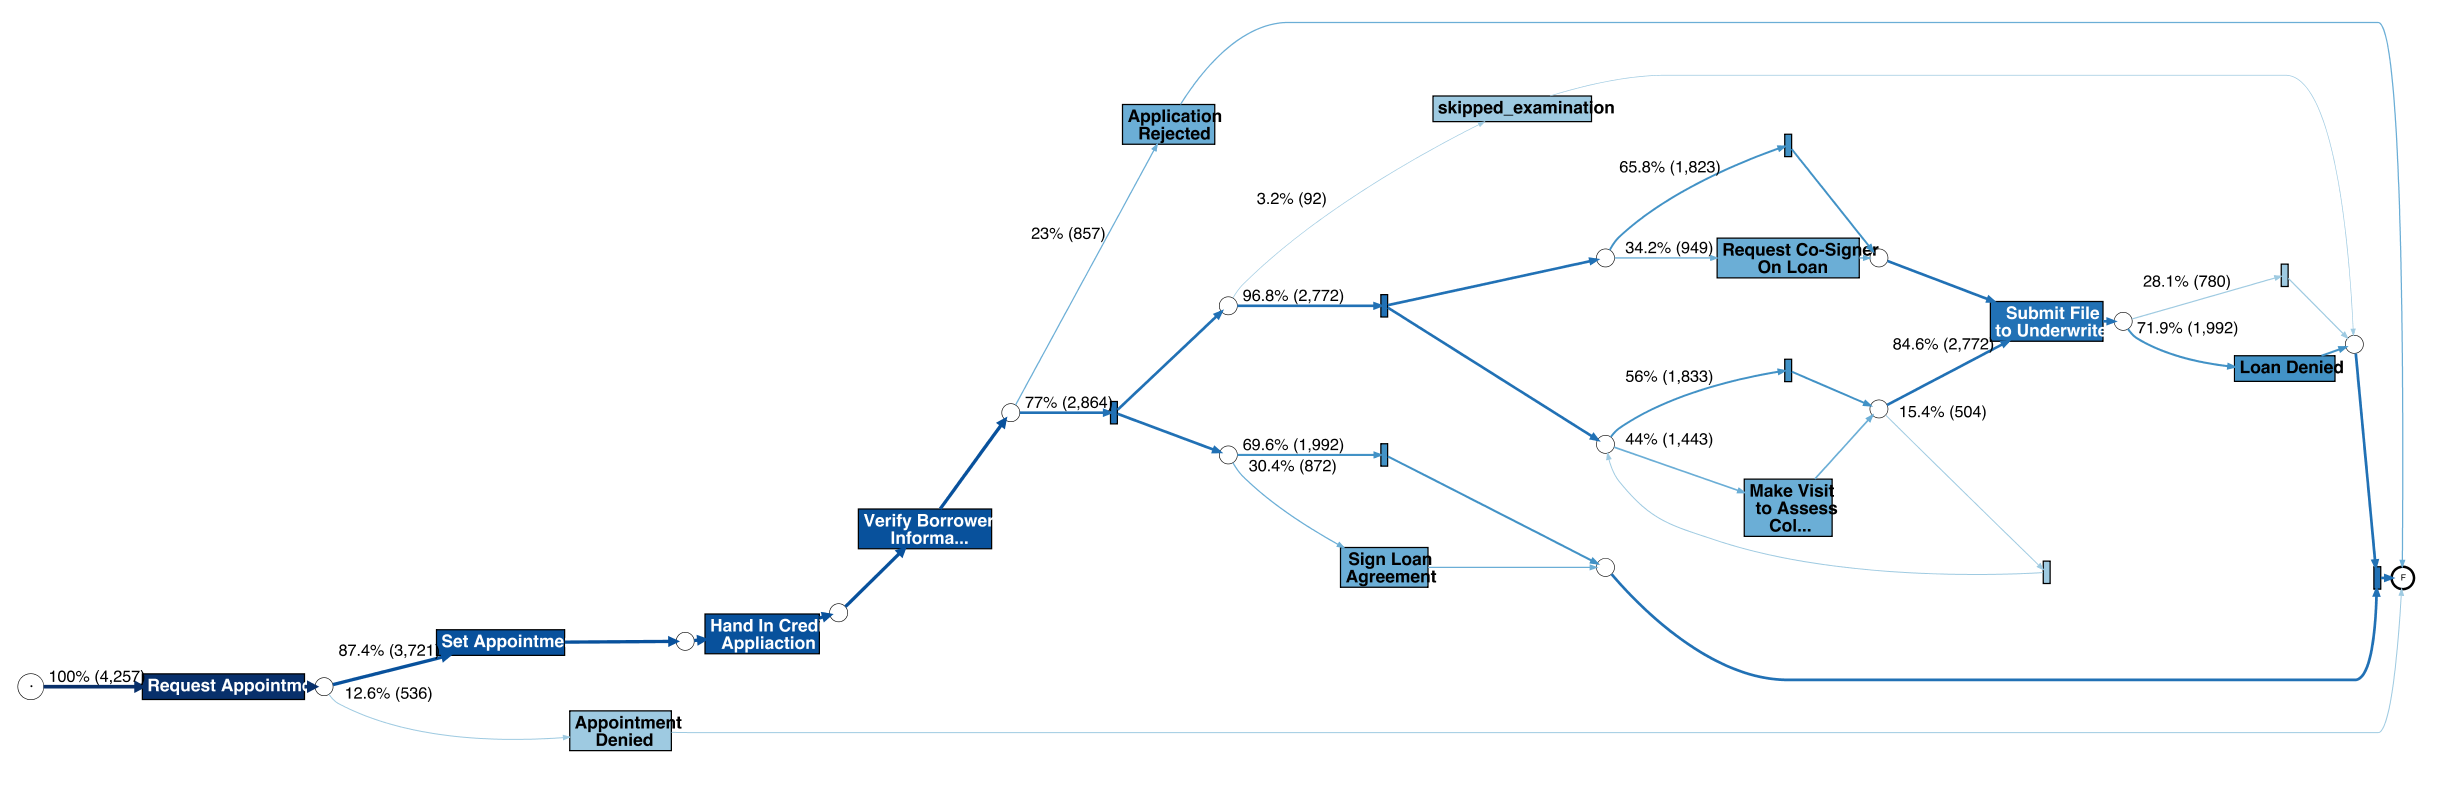 Application
Rejected
skipped_examination
65.8% (1,823)
3.2% (92)
23% (857)
34.2% (949)
Request Co-Signer
On Loan
96.8% (2,772)
28.1% (780)
Submit File
to Underwrite
71.9% (1,992)
84.6% (2,772)
Loan Denied
56% (1,833)
77% (2,864)
15.4% (504)
44% (1,443)
69.6% (1,992)
30.4% (872)
Make Visit
to Assess
Col...
Verify Borrower
Informa...
Sign Loan
Agreement
F
Hand In Credi
Appliaction
Set Appointme
87.4% (3,721)
100% (4,257)
Request Appointme
12.6% (536)
Appointment
Denied